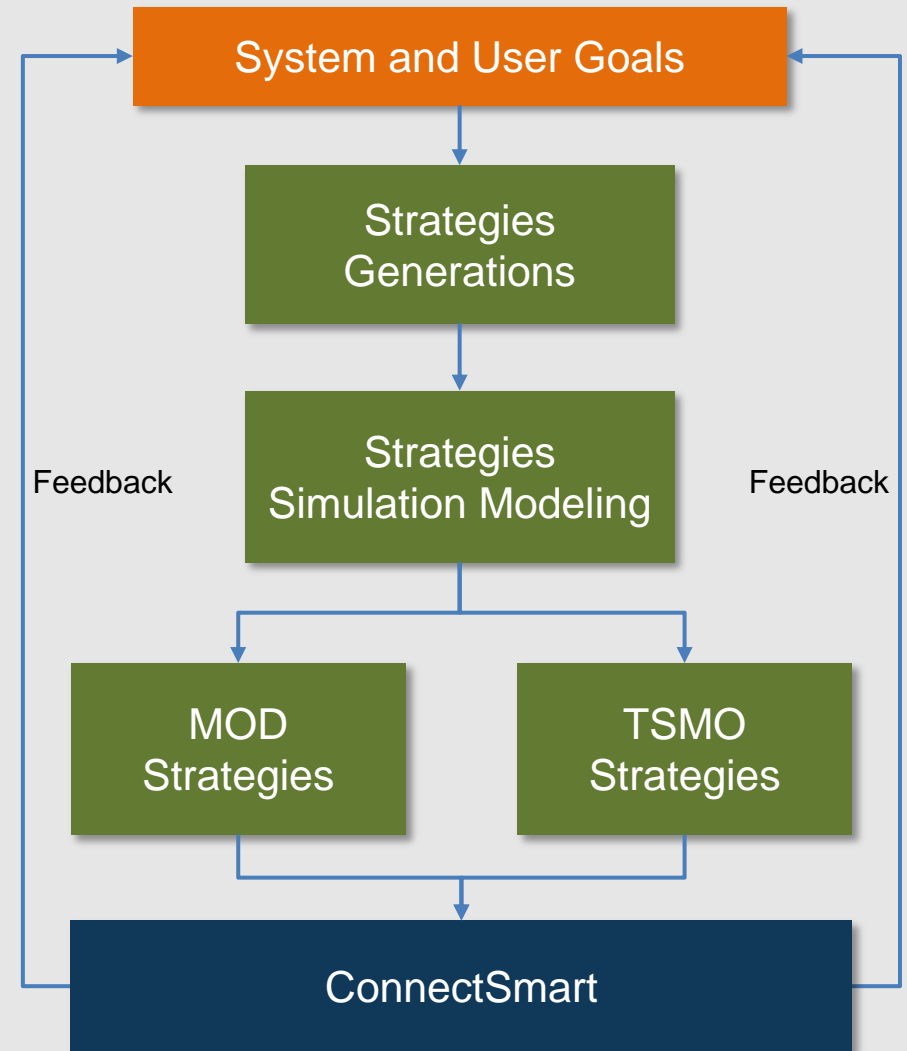 System and User Goals
Strategies
Generations
Strategies
Simulation Modeling
Feedback
Feedback
MOD
Strategies
TSMO
Strategies
ConnectSmart